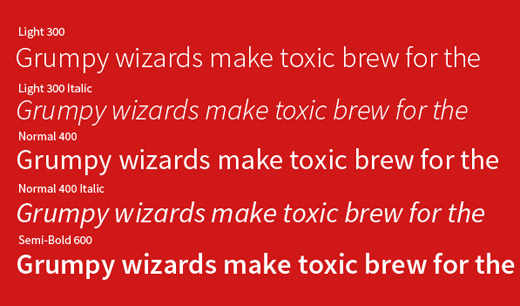 Light 300
Grumpy wizards make toxic brew for the
Light 300 Italic
Grumpy wizards make toxic brew for the
Normal 400
Grumpy wizards make toxic brew for the
Normal 400 Italic
Grumpy wizards make toxic brew for the
Semi-Bold 600
Grumpy wizards make toxic brew for the